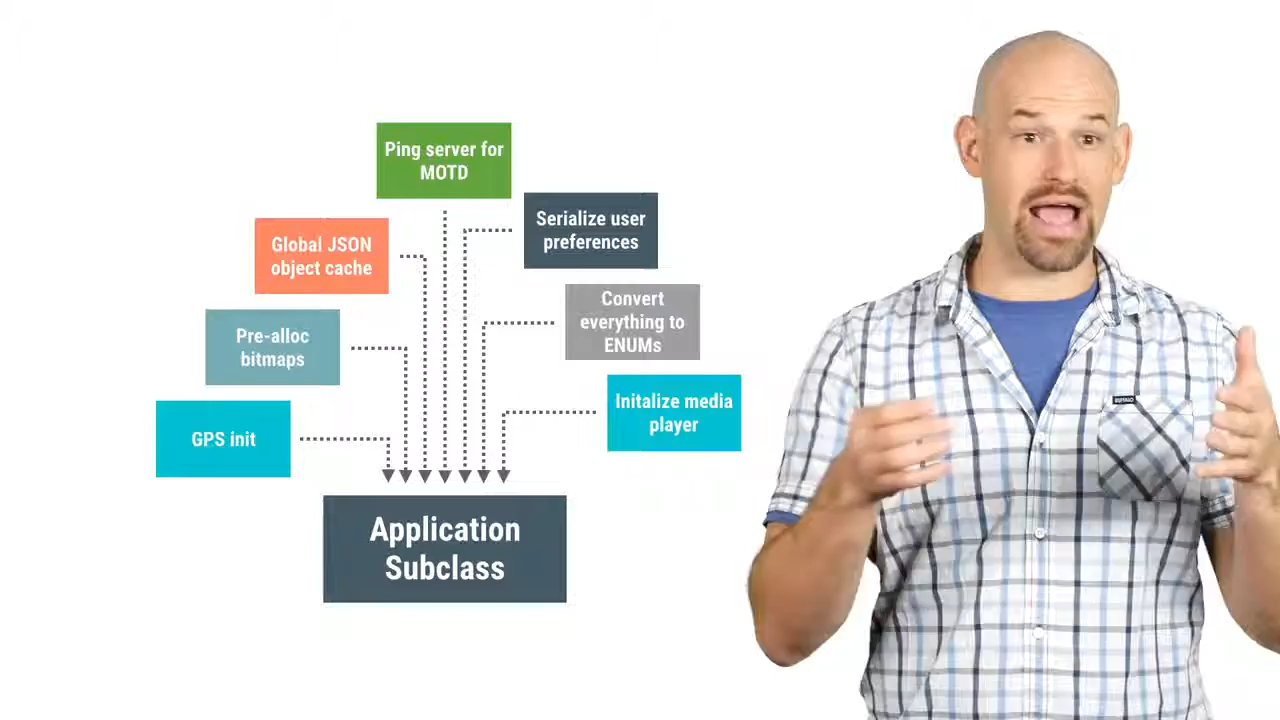 Ping server for
MOTD
Serialize user
preferences
Global JSON
object cache
Convert
everything to
ENUMs
Pre-alloc
bitmaps
Initalize media
player
GPS init
Application
Subclass